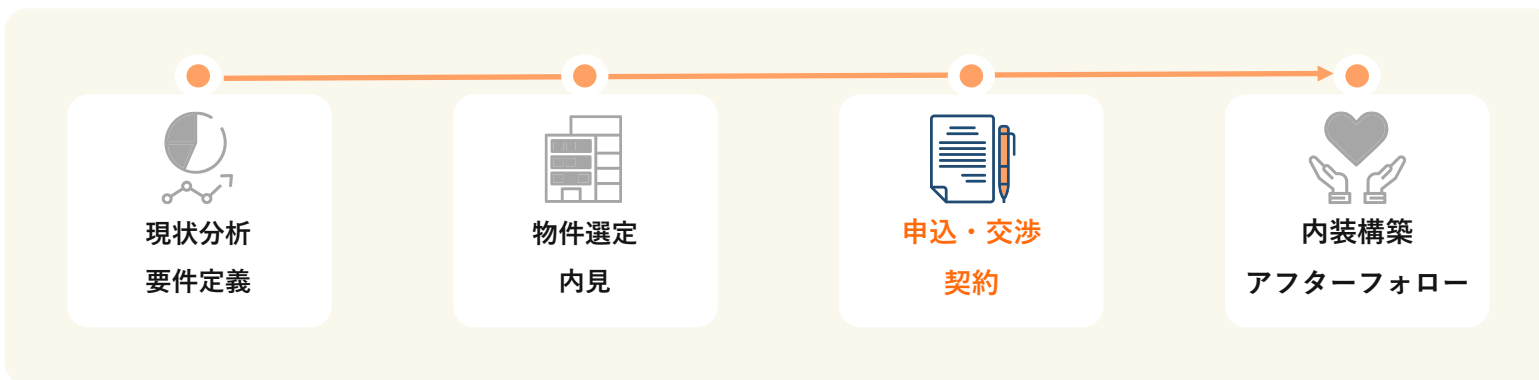 現状分析
要件定義
物件選定
内見
申込・交渉
契約
内装構築
アフターフォロー